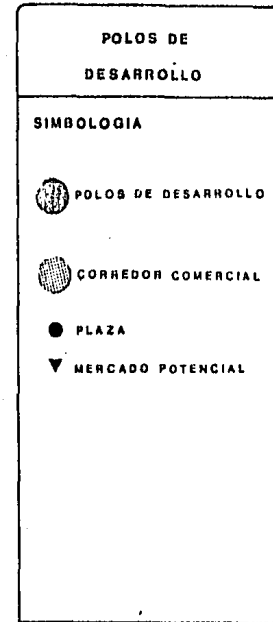 POLOS DE
DESARROLLO
SIMBOLOGIA
POLOS DE DESARROLLO
CORREDOR COMERCIAL
PLAZA
MERCADO POTENCIAL